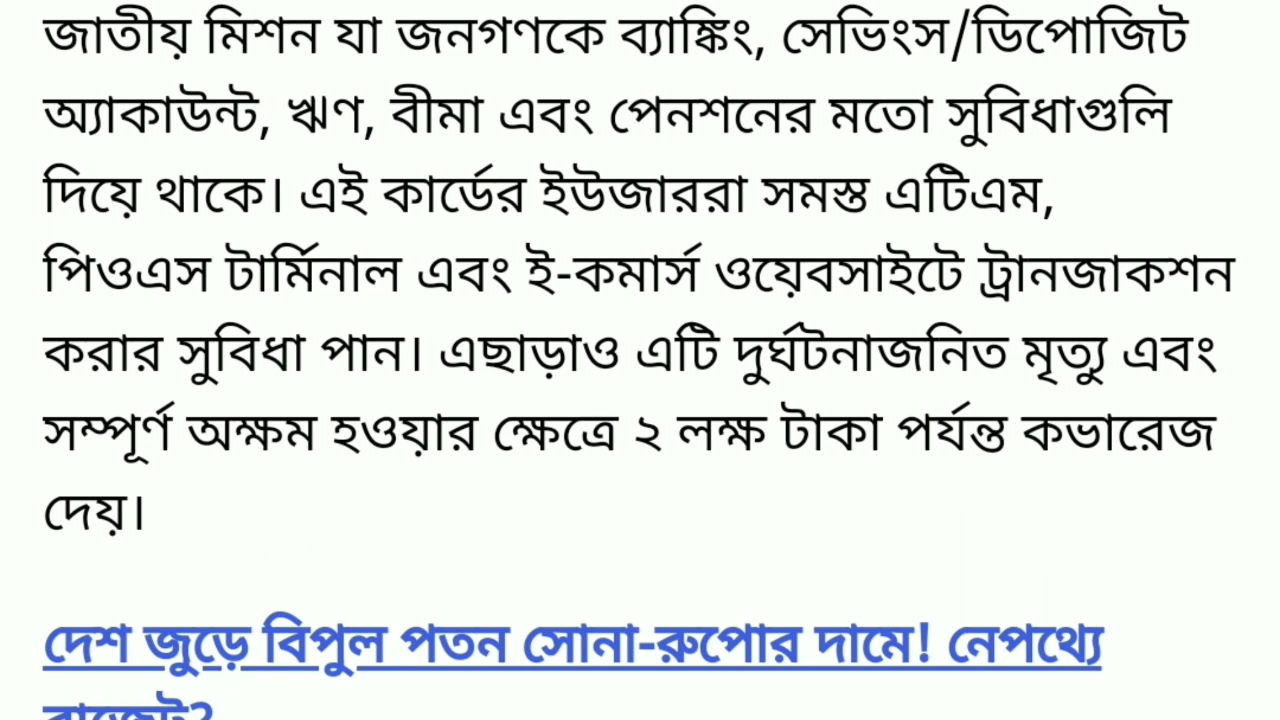 জাতীয় মিশন যা জনগণকে ব্যাঙ্কিং, সেভিংস/ডিপোজিট
অ্যাকাউন্ট, ঋণ, বীমা এবং পেনশনের মতো সুবিধাগুলি
দিয়ে থাকে। এই কার্ডের ইউজাররা সমস্ত এটিএম,
পিওএস টার্মিনাল এবং ই-কমার্স ওয়েবসাইটে ট্রানজাকশন
করার সুবিধা পান। এছাড়াও এটি দুর্ঘটনাজনিত মৃত্যু এবং
সম্পূর্ণ অক্ষম হওয়ার ক্ষেত্রে ২ লক্ষ টাকা পর্যন্ত কভারেজ
দেয়।
দেশ জুড়ে বিপুল পতন সোনা-রুপোর দামে! নেপথ্যে
বাজেট?